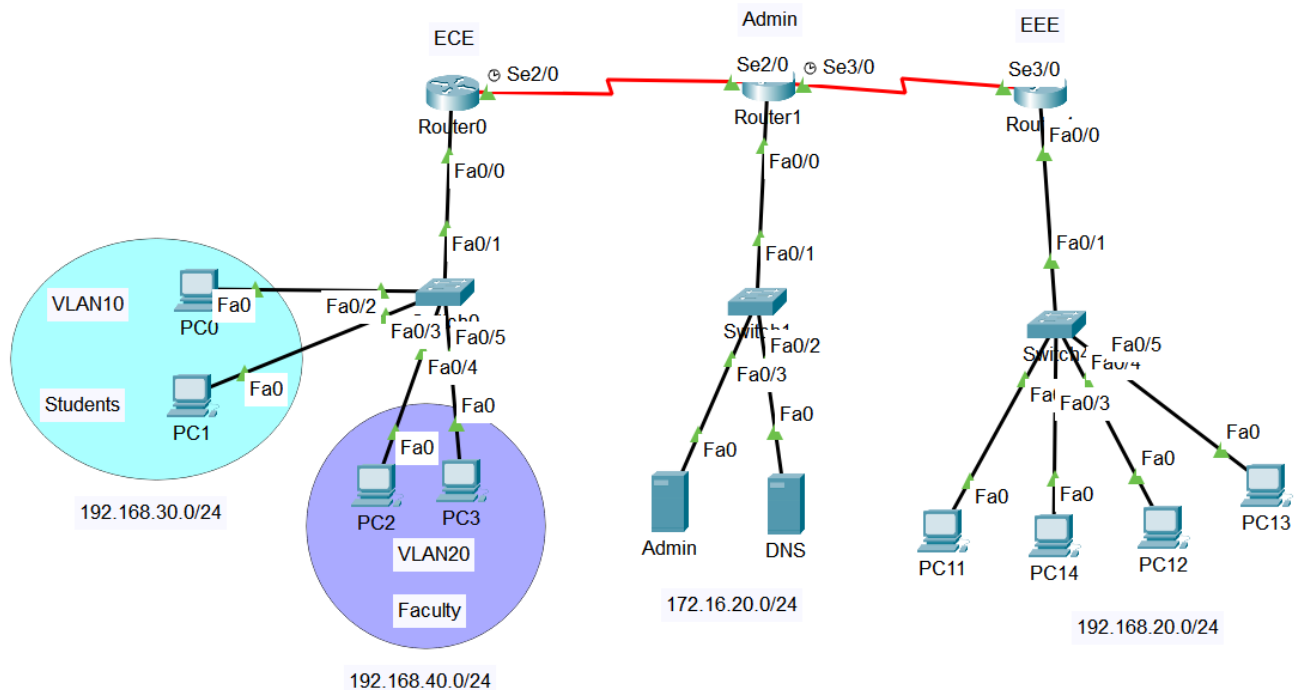 ECE
Admin
EEE
Se2/0
Se2/0
Se3/0
Se3/0
Router0
Router1
Fa0/0
Fa0/0
Fa0/0
Fa0/1
Fa0/1
Fa0/1
VLAN10
PC0
Fa0
Fa0/2
Fa0/3
Fa0/5
Fa0/4
Students
PC1
Fa0
Fa0
Fa0
PC2
PC3
VLAN20
Faculty
192.168.30.0/24
192.168.40.0/24
Fa0/2
Fa0/3
Fa0
Fa0
Admin
DNS
172.16.20.0/24
Fa0/5
Fa0/4
Fa0/3
Fa0
Fa0
Fa0
Fa0
PC11
PC14
PC12
PC13
192.168.20.0/24